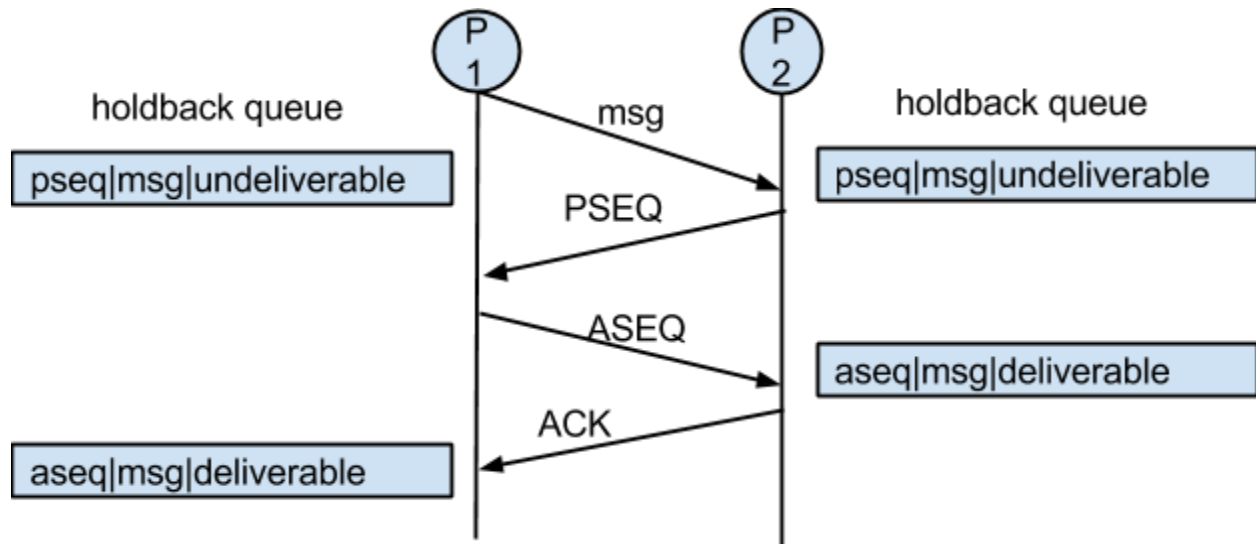 P
1
P
2
holdback queue
holdback queue
msg
pseq|msg|undeliverable
pseq|msg|undeliverable
PSEQ
ASEQ
aseq|msg|deliverable
ACK
aseq|msg|deliverable